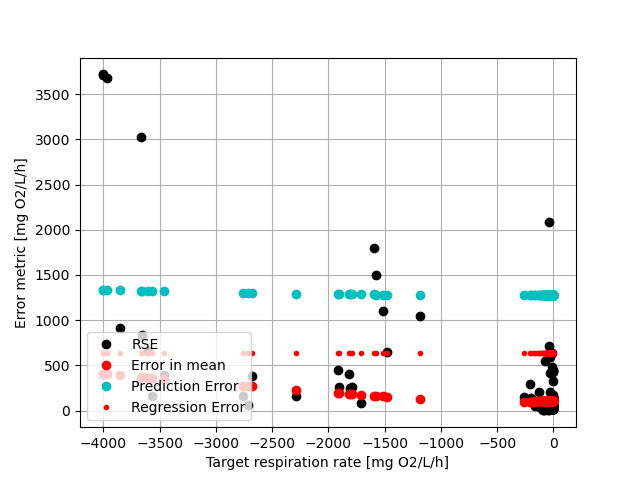 3500
3000
2500
2000
1500
1000
500
0
Error metric [mg O2/L/h]
RSE
Error in mean
Prediction Error
Regression Error
−4000 −3500 −3000 −2500 −2000 −1500 −1000 −500 0
Target respiration rate [mg O2/L/h]